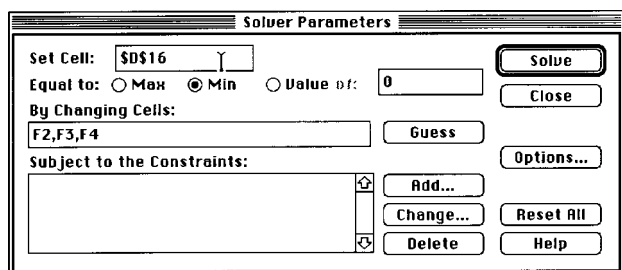 Solver Parameters
Set Cell: $D$16 Solve
Equal to: Max Min Value of: 0
Close
By Changing Cells:
F2,F3,F4 Guess
Subject to the Constraints: Options...
Add...
Change... Reset All
Delete Help